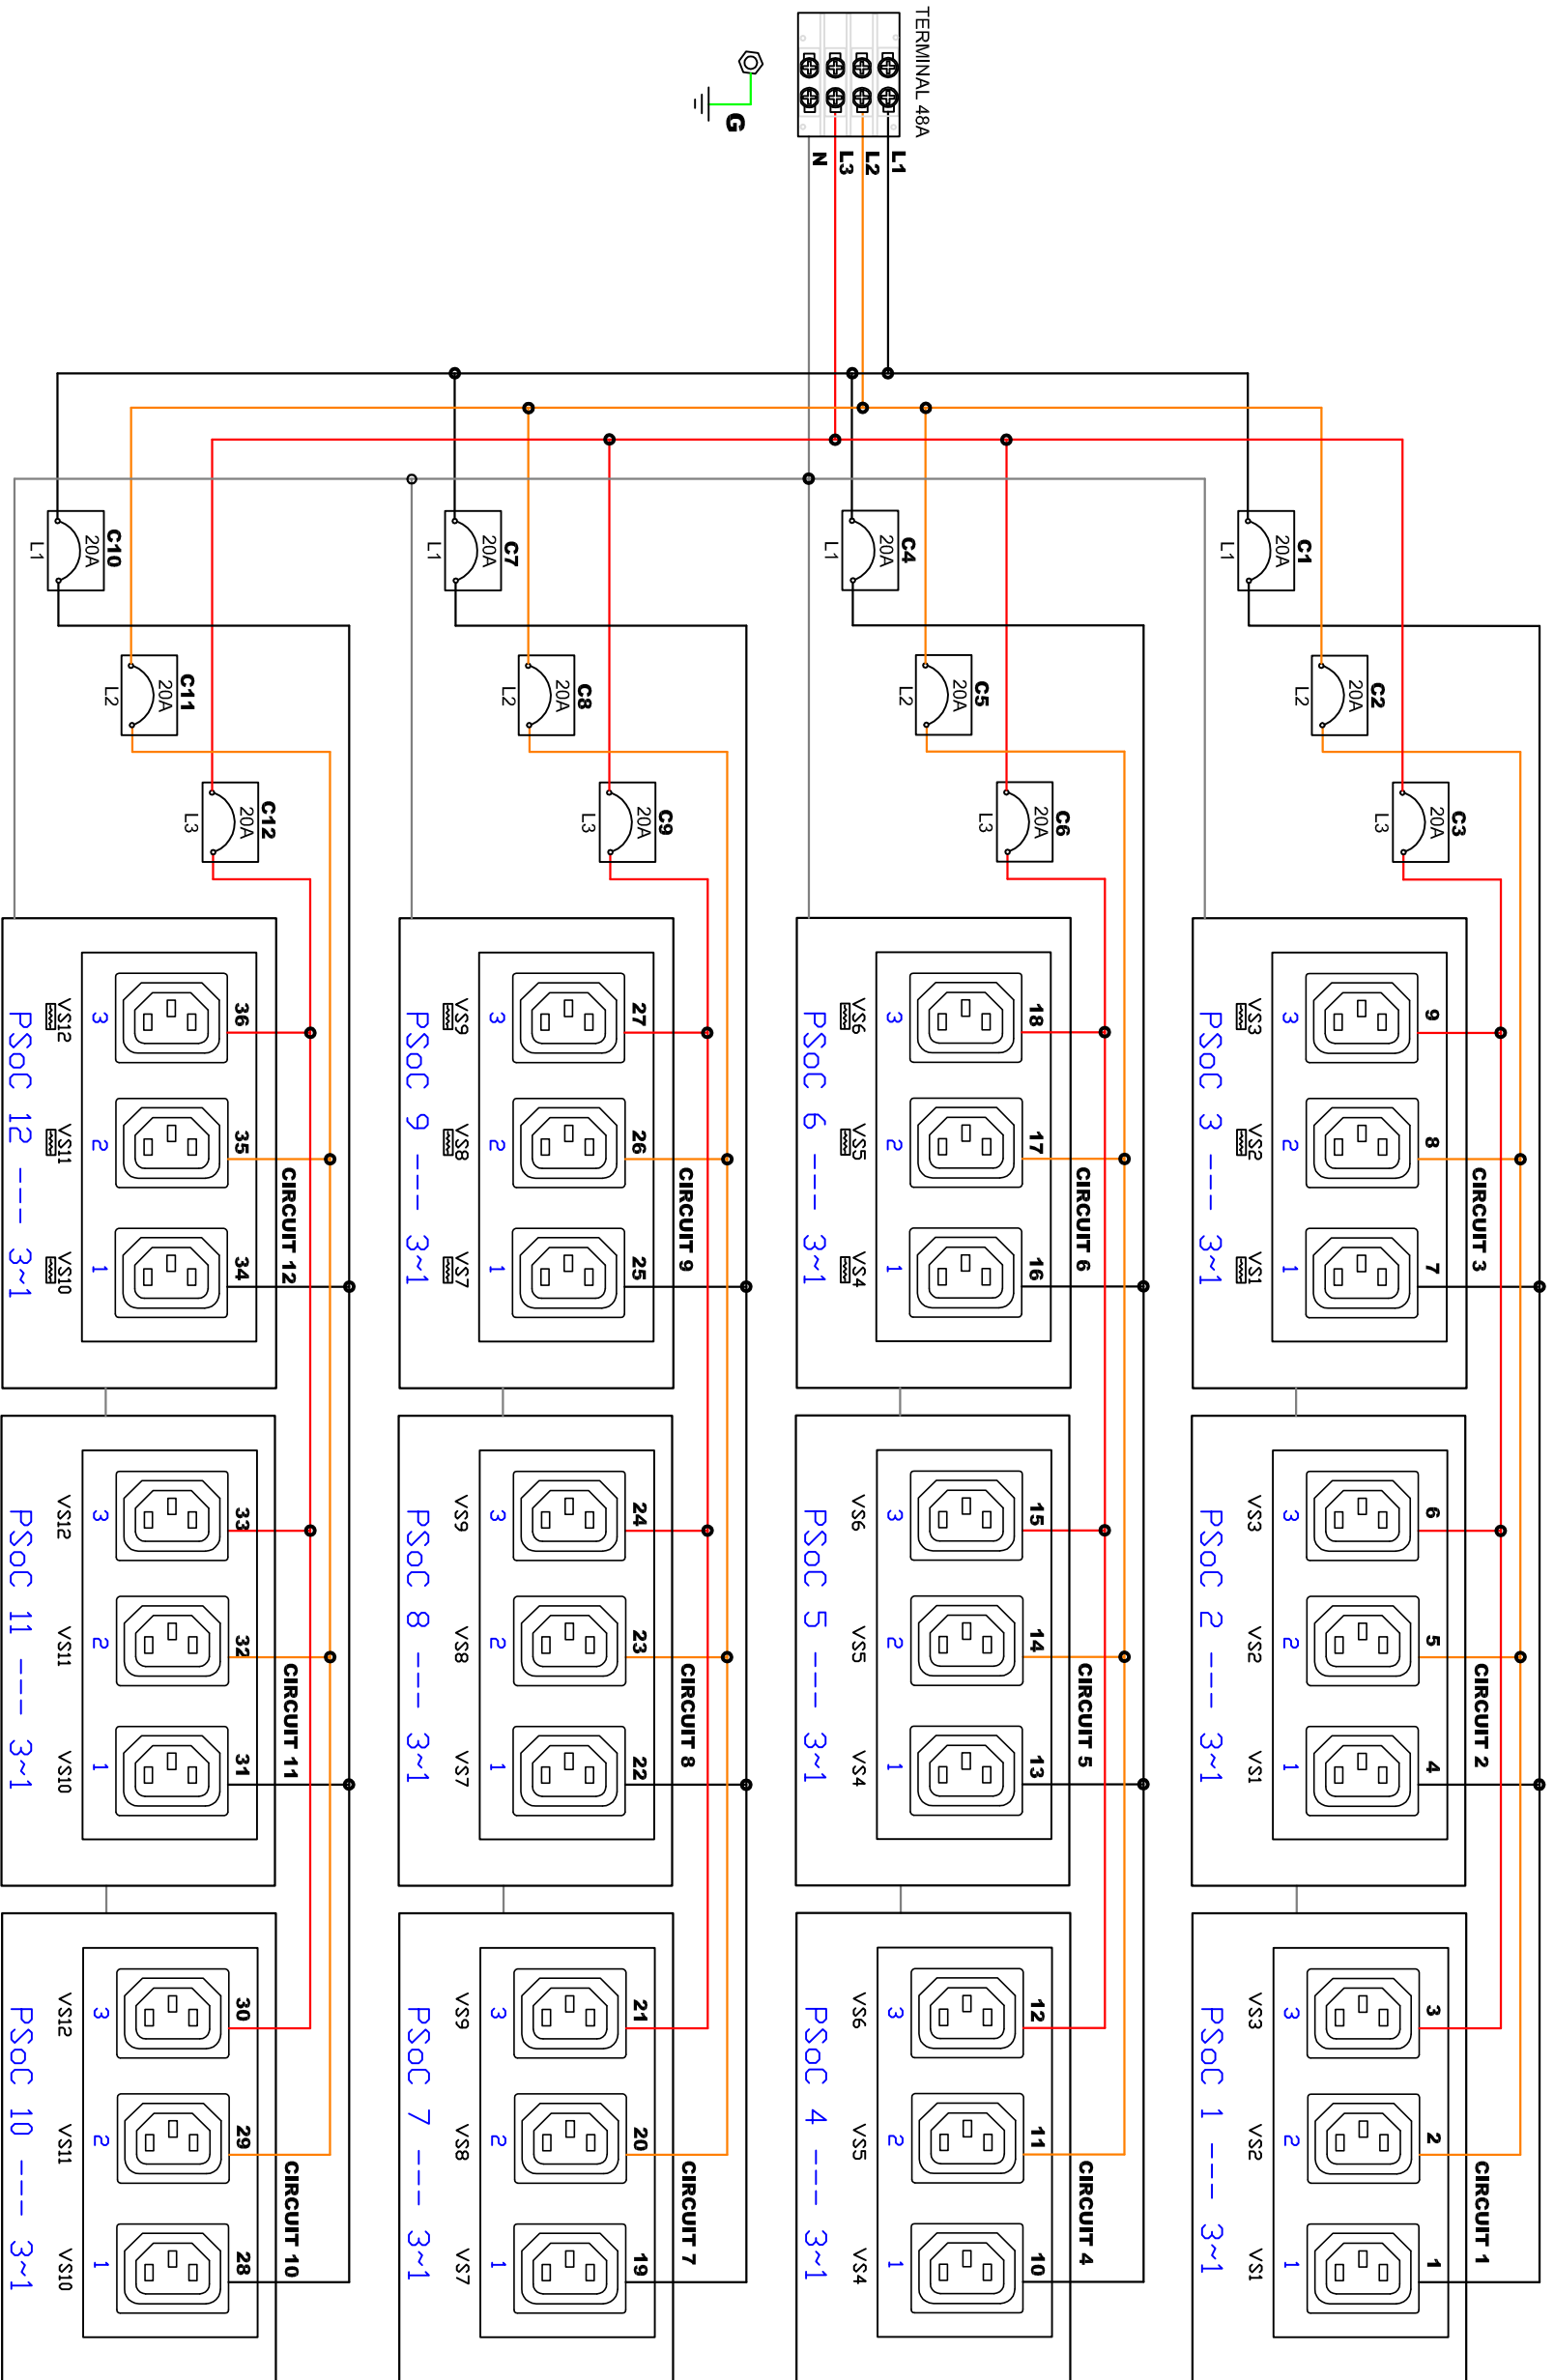 TERMINAL 48A
L1
L2
L3
N
G
C1
20A
L1
C2
20A
L2
C3
20A
L3
CIRCUIT 3
9
8
7
3
2
1
VS3
VS2
VS1
PSoC 3 --- 3~1
CIRCUIT 2
6
5
4
3
2
1
VS3
VS2
VS1
PSoC 2 --- 3~1
CIRCUIT 1
3
2
1
3
2
1
VS3
VS2
VS1
PSoC 1 --- 3~1
C4
20A
L1
C5
20A
L2
C6
20A
L3
CIRCUIT 6
18
17
16
3
2
1
VS6
VS5
VS4
PSoC 6 --- 3~1
CIRCUIT 5
15
14
13
3
2
1
VS6
VS5
VS4
PSoC 5 --- 3~1
CIRCUIT 4
12
11
10
3
2
1
VS6
VS5
VS4
PSoC 4 --- 3~1
C7
20A
L1
C8
20A
L2
C9
20A
L3
CIRCUIT 9
27
26
25
3
2
1
VS9
VS8
VS7
PSoC 9 --- 3~1
CIRCUIT 8
24
23
22
3
2
1
VS9
VS8
VS7
PSoC 8 --- 3~1
CIRCUIT 7
21
20
19
3
2
1
VS9
VS8
VS7
PSoC 7 --- 3~1
C10
20A
L1
C11
20A
L2
C12
20A
L3
CIRCUIT 12
36
35
34
3
2
1
VS12
VS11
VS10
PSoC 12 --- 3~1
CIRCUIT 11
33
32
31
3
2
1
VS12
VS11
VS10
PSoC 11 --- 3~1
CIRCUIT 10
30
29
28
3
2
1
VS12
VS11
VS10
PSoC 10 --- 3~1